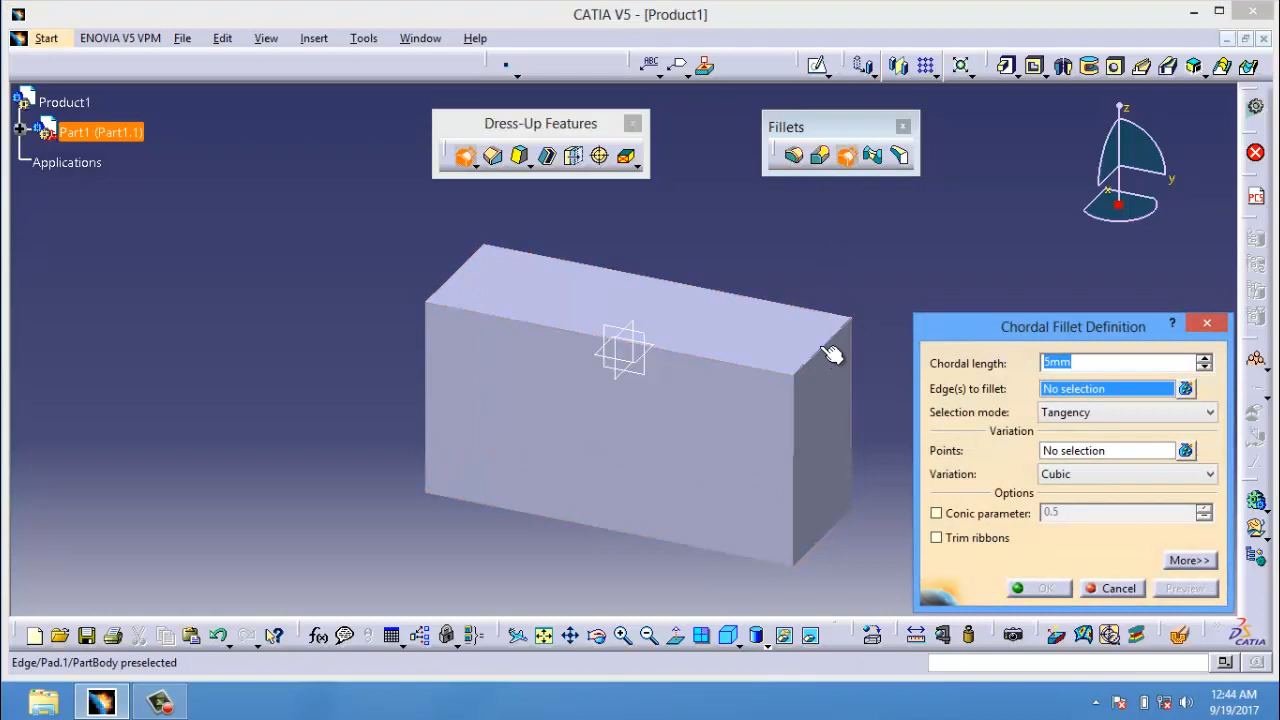 CATIA V5 - [Product1]
Start ENOVIA V5 VPM File Edit View Insert Tools Window Help
ABC
Product1
Part1 (Part1.1)
Applications
Dress-Up Features
Fillets
z
y
x
PCS
Chordal Fillet Definition
Chordal length: 5mm
Edge(s) to fillet: No selection
Selection mode: Tangency
Variation
Points: No selection
Variation: Cubic
Options
Conic parameter: 0.5
Trim ribbons
More>>
OK Cancel Preview
f(x)
CATIA
Edge/Pad.1/PartBody preselected
12:44 AM
9/19/2017